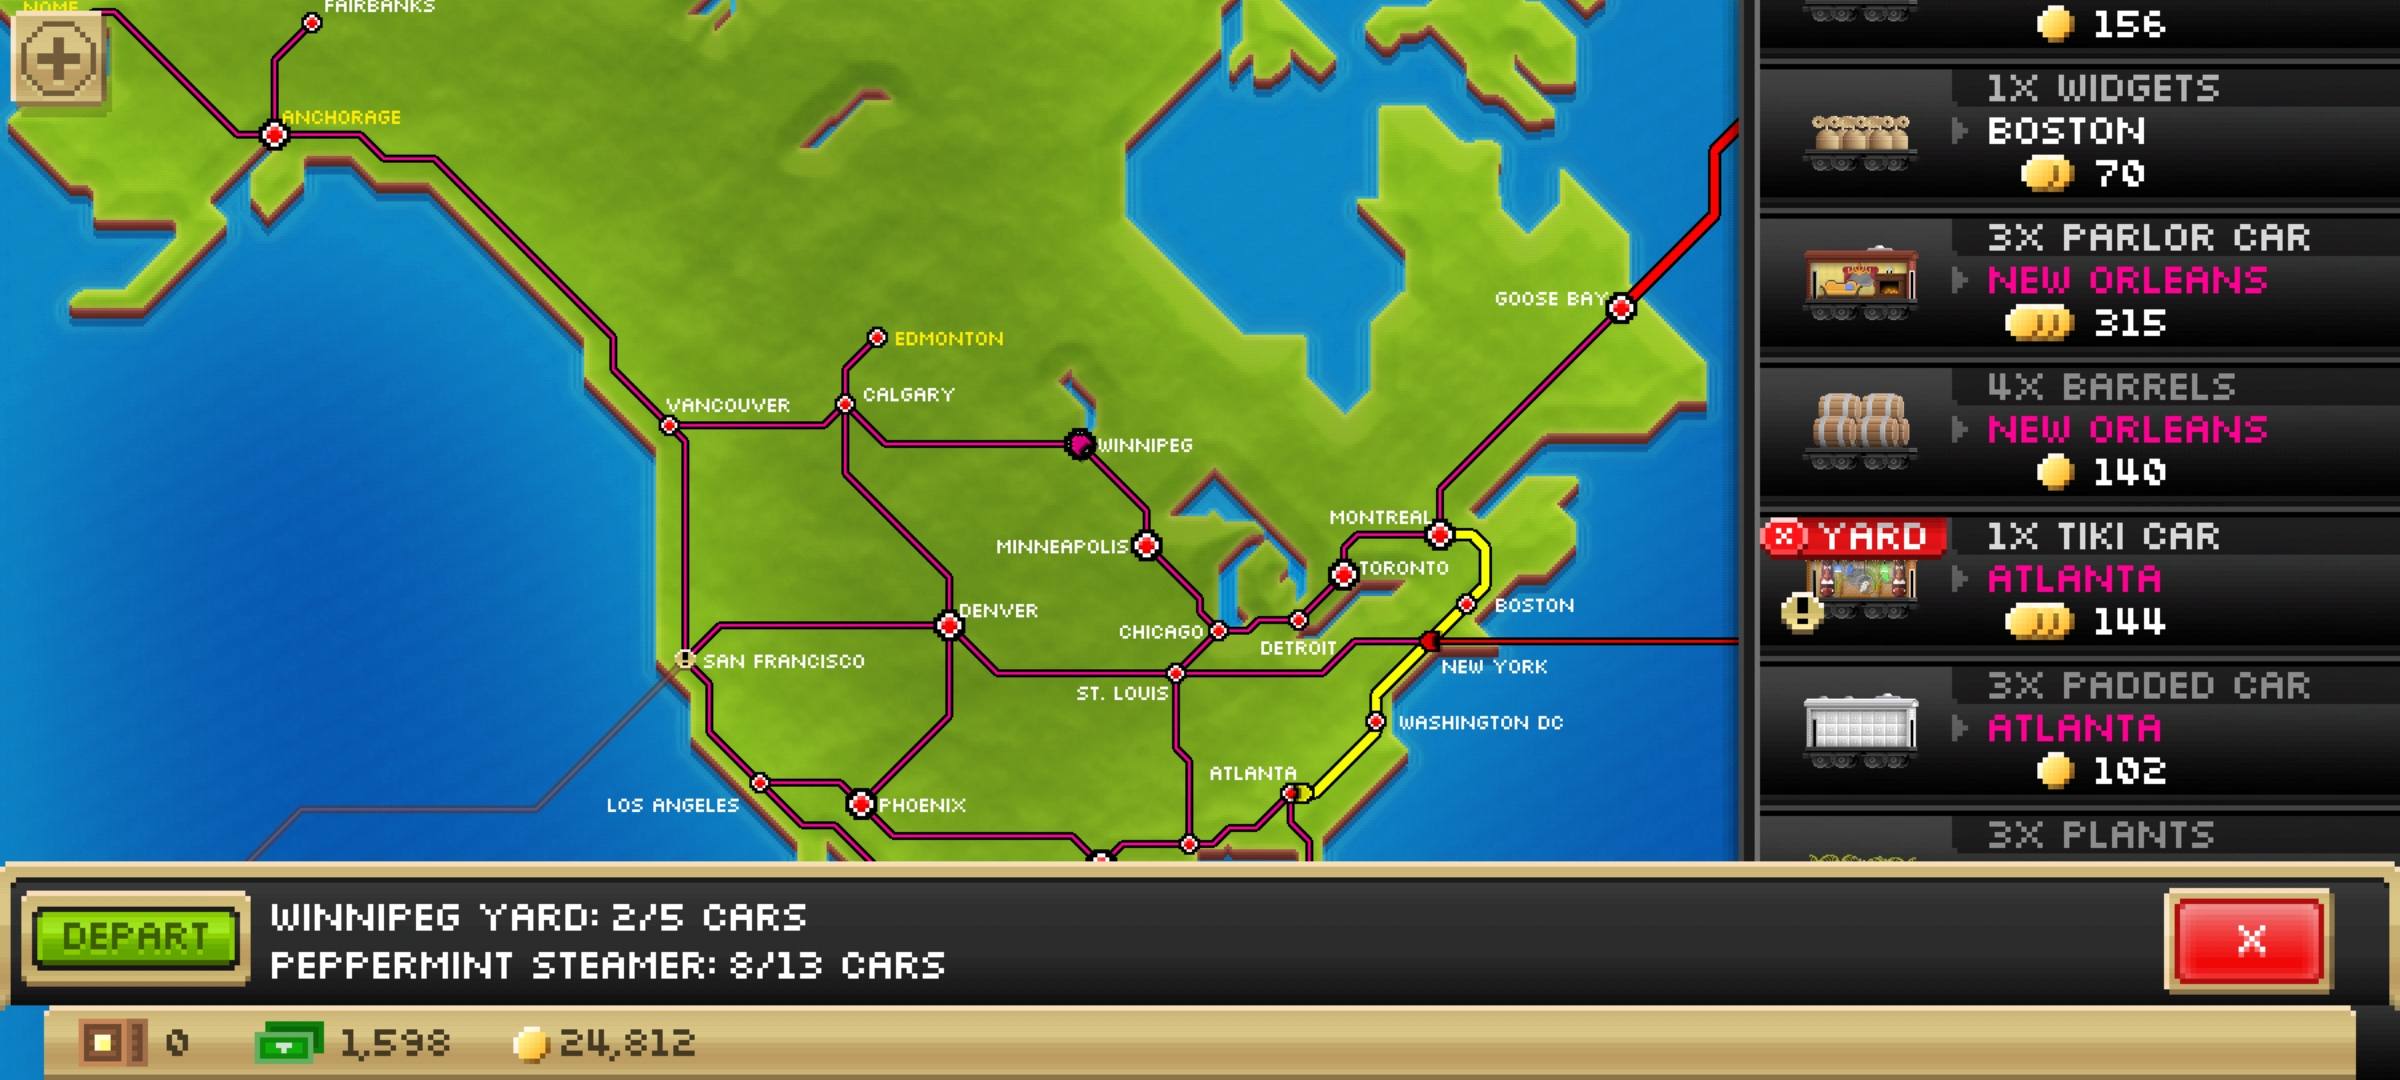 NOME
FAIRBANKS
ANCHORAGE
EDMONTON
CALGARY
VANCOUVER
WINNIPEG
GOOSE BAY
MONTREAL
MINNEAPOLIS
TORONTO
BOSTON
DENVER
CHICAGO
DETROIT
SAN FRANCISCO
NEW YORK
ST. LOUIS
WASHINGTON DC
ATLANTA
LOS ANGELES
PHOENIX
156
1X WIDGETS
BOSTON
70
3X PARLOR CAR
NEW ORLEANS
315
4X BARRELS
NEW ORLEANS
140
X YARD
1X TIKI CAR
ATLANTA
! 144
3X PADDED CAR
ATLANTA
102
3X PLANTS
DEPART
WINNIPEG YARD: 2/5 CARS
PEPPERMINT STEAMER: 8/13 CARS
X
0 1,598 24,812